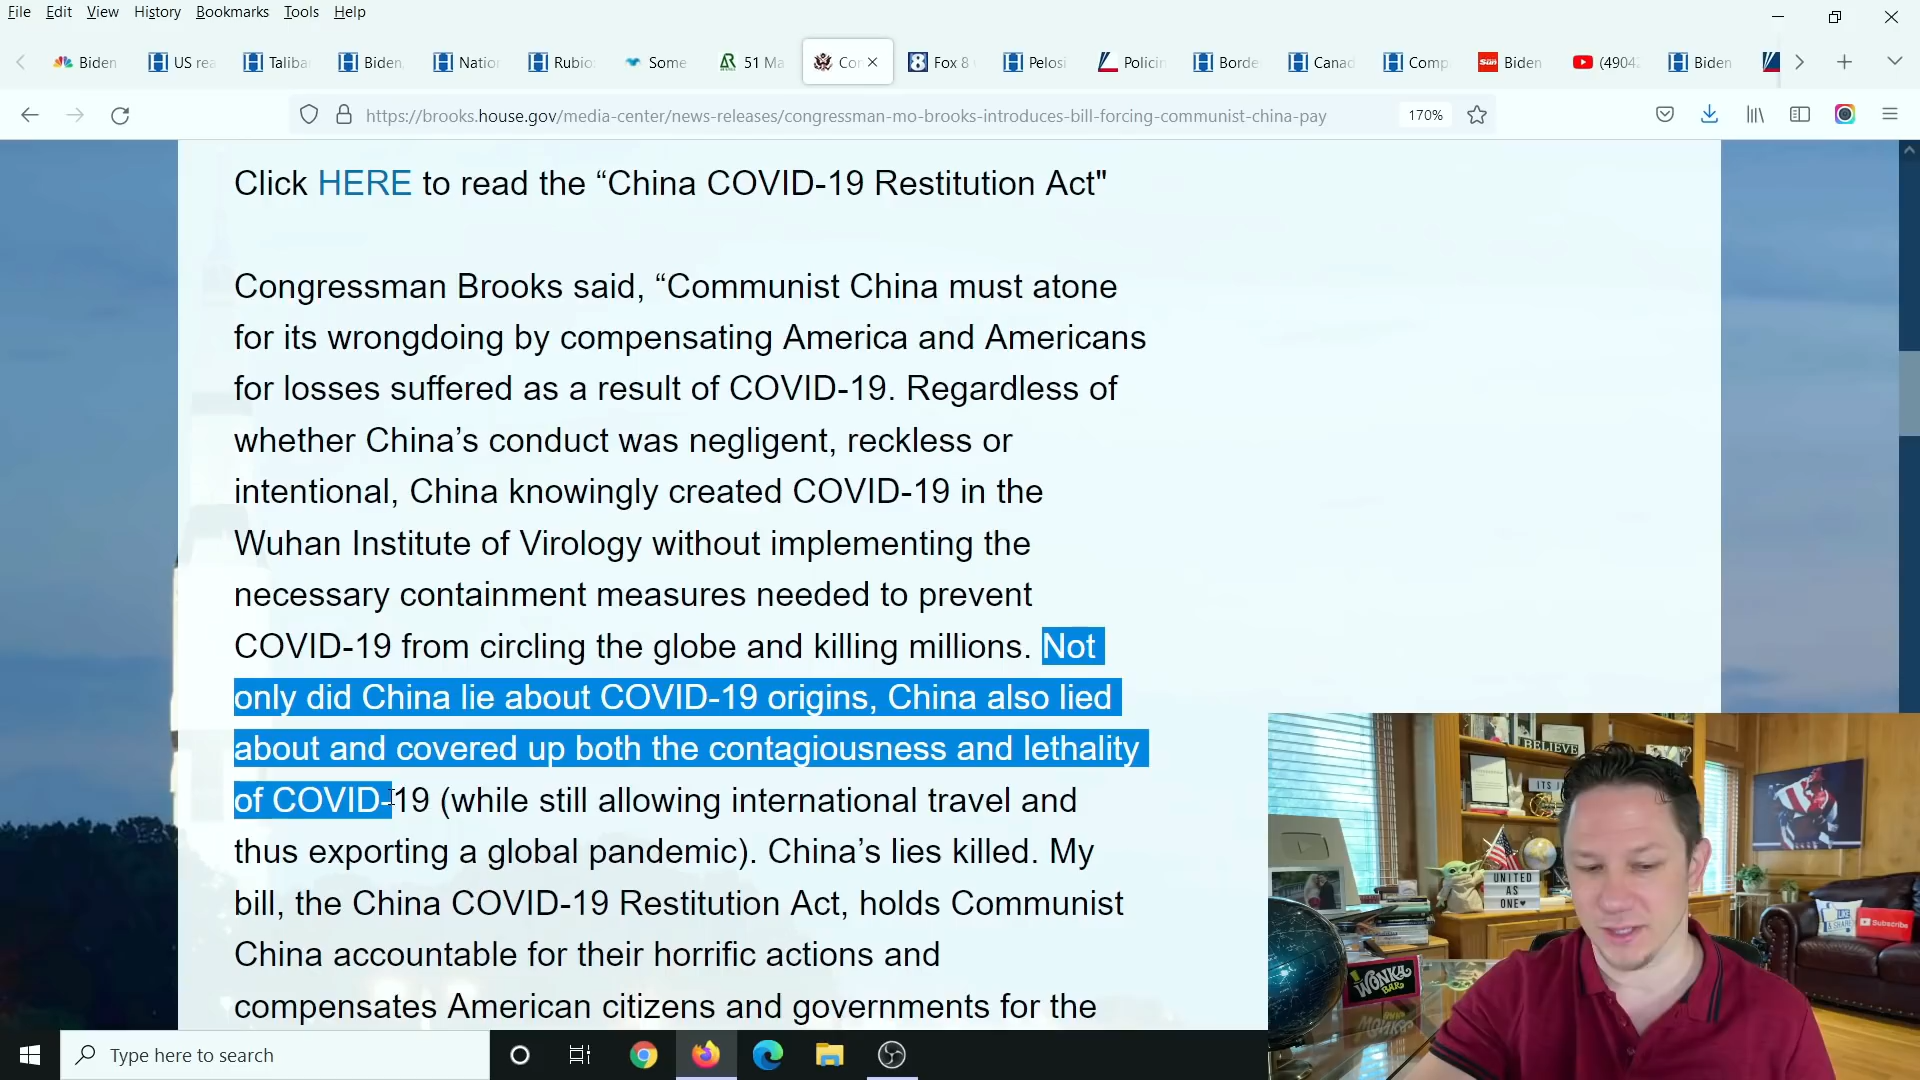 File Edit View History Bookmarks Tools Help
Biden US rea Taliba Biden, Natio Rubio: Some 51 Ma Co Fox 8 Pelosi Policin Borde Canad Comp Sun Biden (4904 Biden
https://brooks.house.gov/media-center/news-releases/congressman-mo-brooks-introduces-bill-forcing-communist-china-pay 170%
Click HERE to read the “China COVID-19 Restitution Act"
Congressman Brooks said, “Communist China must atone
for its wrongdoing by compensating America and Americans
for losses suffered as a result of COVID-19. Regardless of
whether China’s conduct was negligent, reckless or
intentional, China knowingly created COVID-19 in the
Wuhan Institute of Virology without implementing the
necessary containment measures needed to prevent
COVID-19 from circling the globe and killing millions. Not
only did China lie about COVID-19 origins, China also lied
about and covered up both the contagiousness and lethality
of COVID-19 (while still allowing international travel and
thus exporting a global pandemic). China’s lies killed. My
bill, the China COVID-19 Restitution Act, holds Communist
China accountable for their horrific actions and
compensates American citizens and governments for the
BELIEVE
UNITED
AS
ONE
WONKA
BAR
LIKE
& SHARE
Subscribe
Type here to search